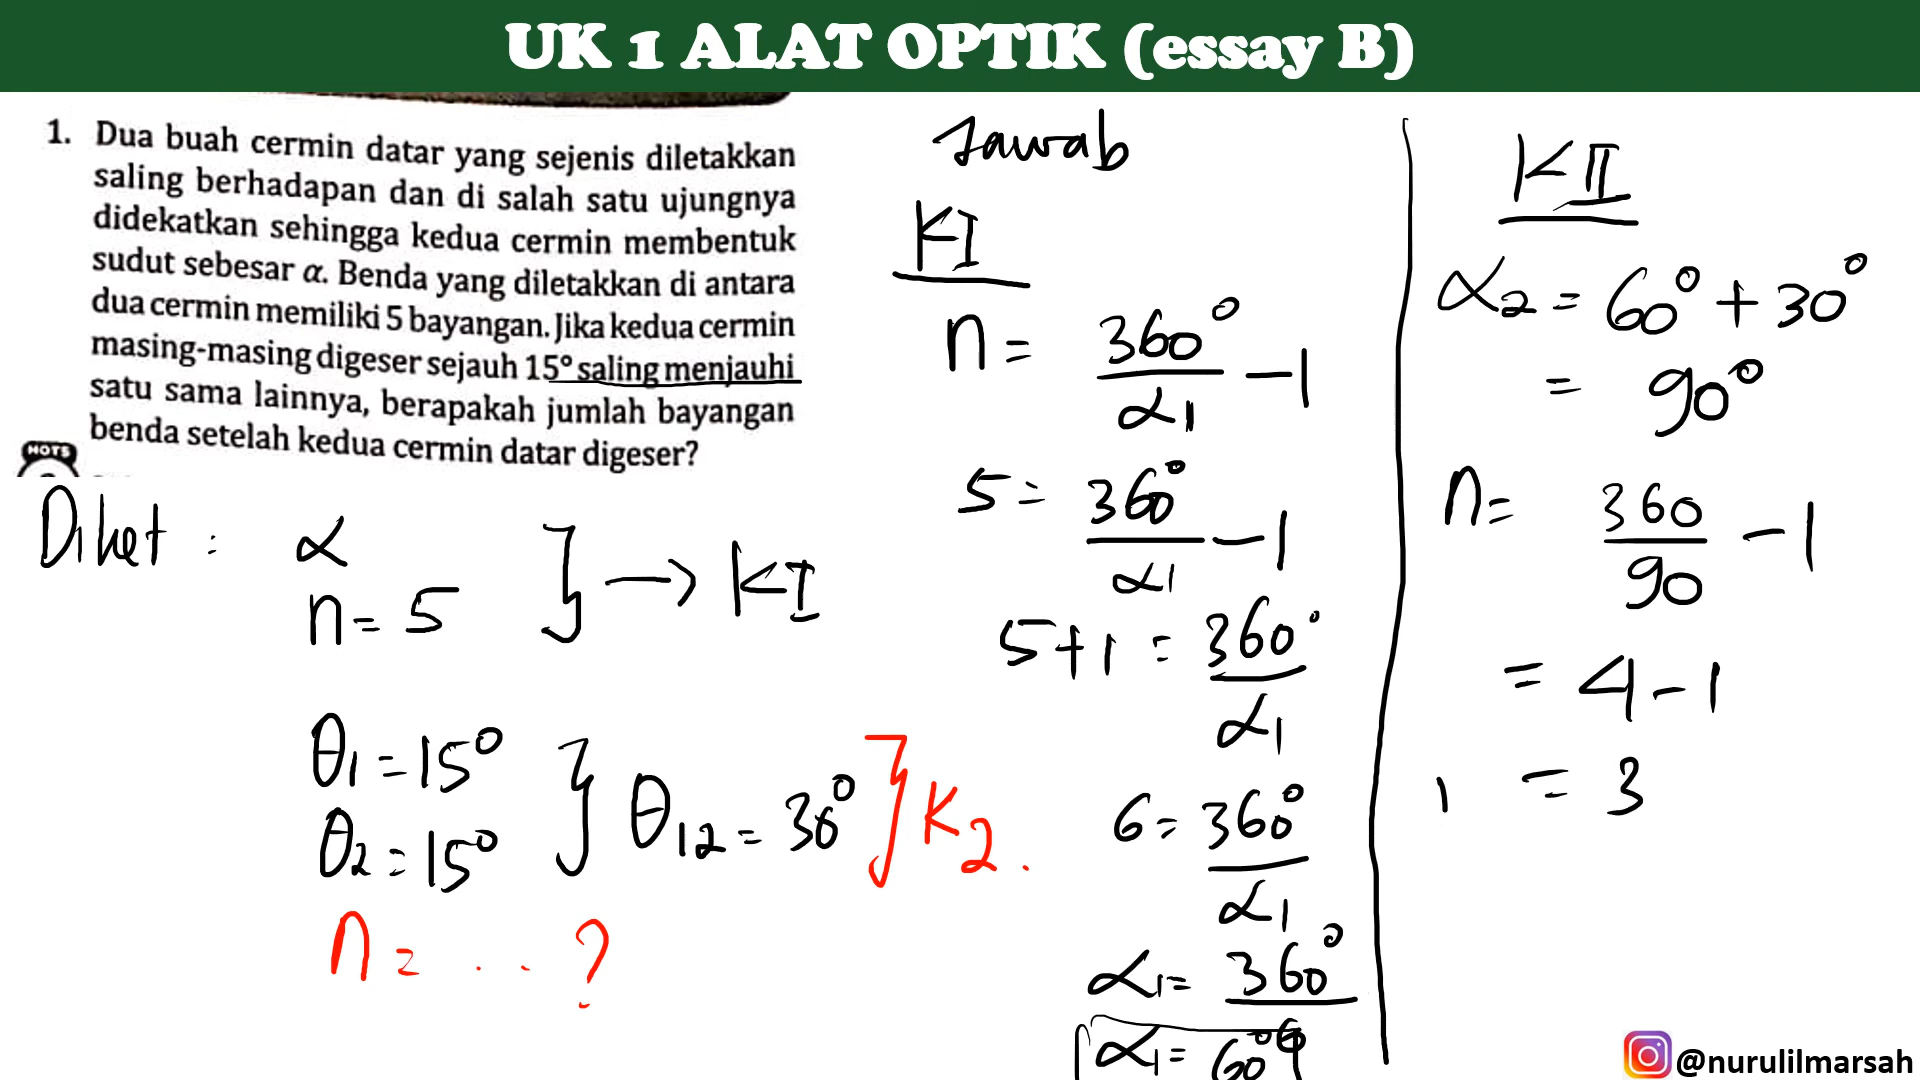 UK 1 ALAT OPTIK (essay B)
1. Dua buah cermin datar yang sejenis diletakkan
saling berhadapan dan di salah satu ujungnya
didekatkan sehingga kedua cermin membentuk
sudut sebesar α. Benda yang diletakkan di antara
dua cermin memiliki 5 bayangan. Jika kedua cermin
masing-masing digeser sejauh 15° saling menjauhi
satu sama lainnya, berapakah jumlah bayangan
benda setelah kedua cermin datar digeser?
HOTS
Diket : α
n = 5 } → KI
θ1 = 15°
θ2 = 15° } θ12 = 30° } K2.
n = . . ?
Jawab
KI
n = 360°/α1 - 1
5 = 360°/α1 - 1
5+1 = 360°/α1
6 = 360°/α1
α1 = 360°/6
α1 = 60°
KII
α2 = 60° + 30°
= 90°
n = 360/90 - 1
= 4 - 1
= 3
@nurulilmarsah